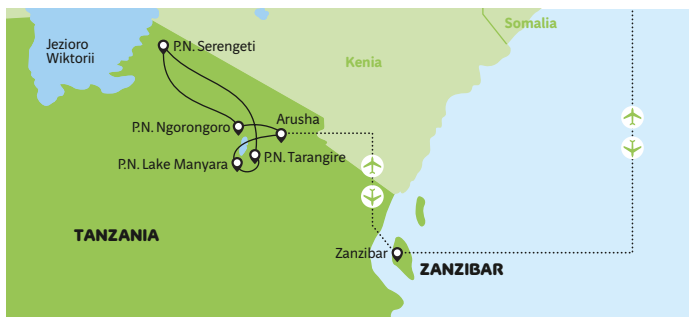 Somalia
Jezioro
Wiktorii
P.N. Serengeti
Kenia
Arusha
P.N. Ngorongoro
P.N. Tarangire
P.N. Lake Manyara
TANZANIA
Zanzibar
ZANZIBAR